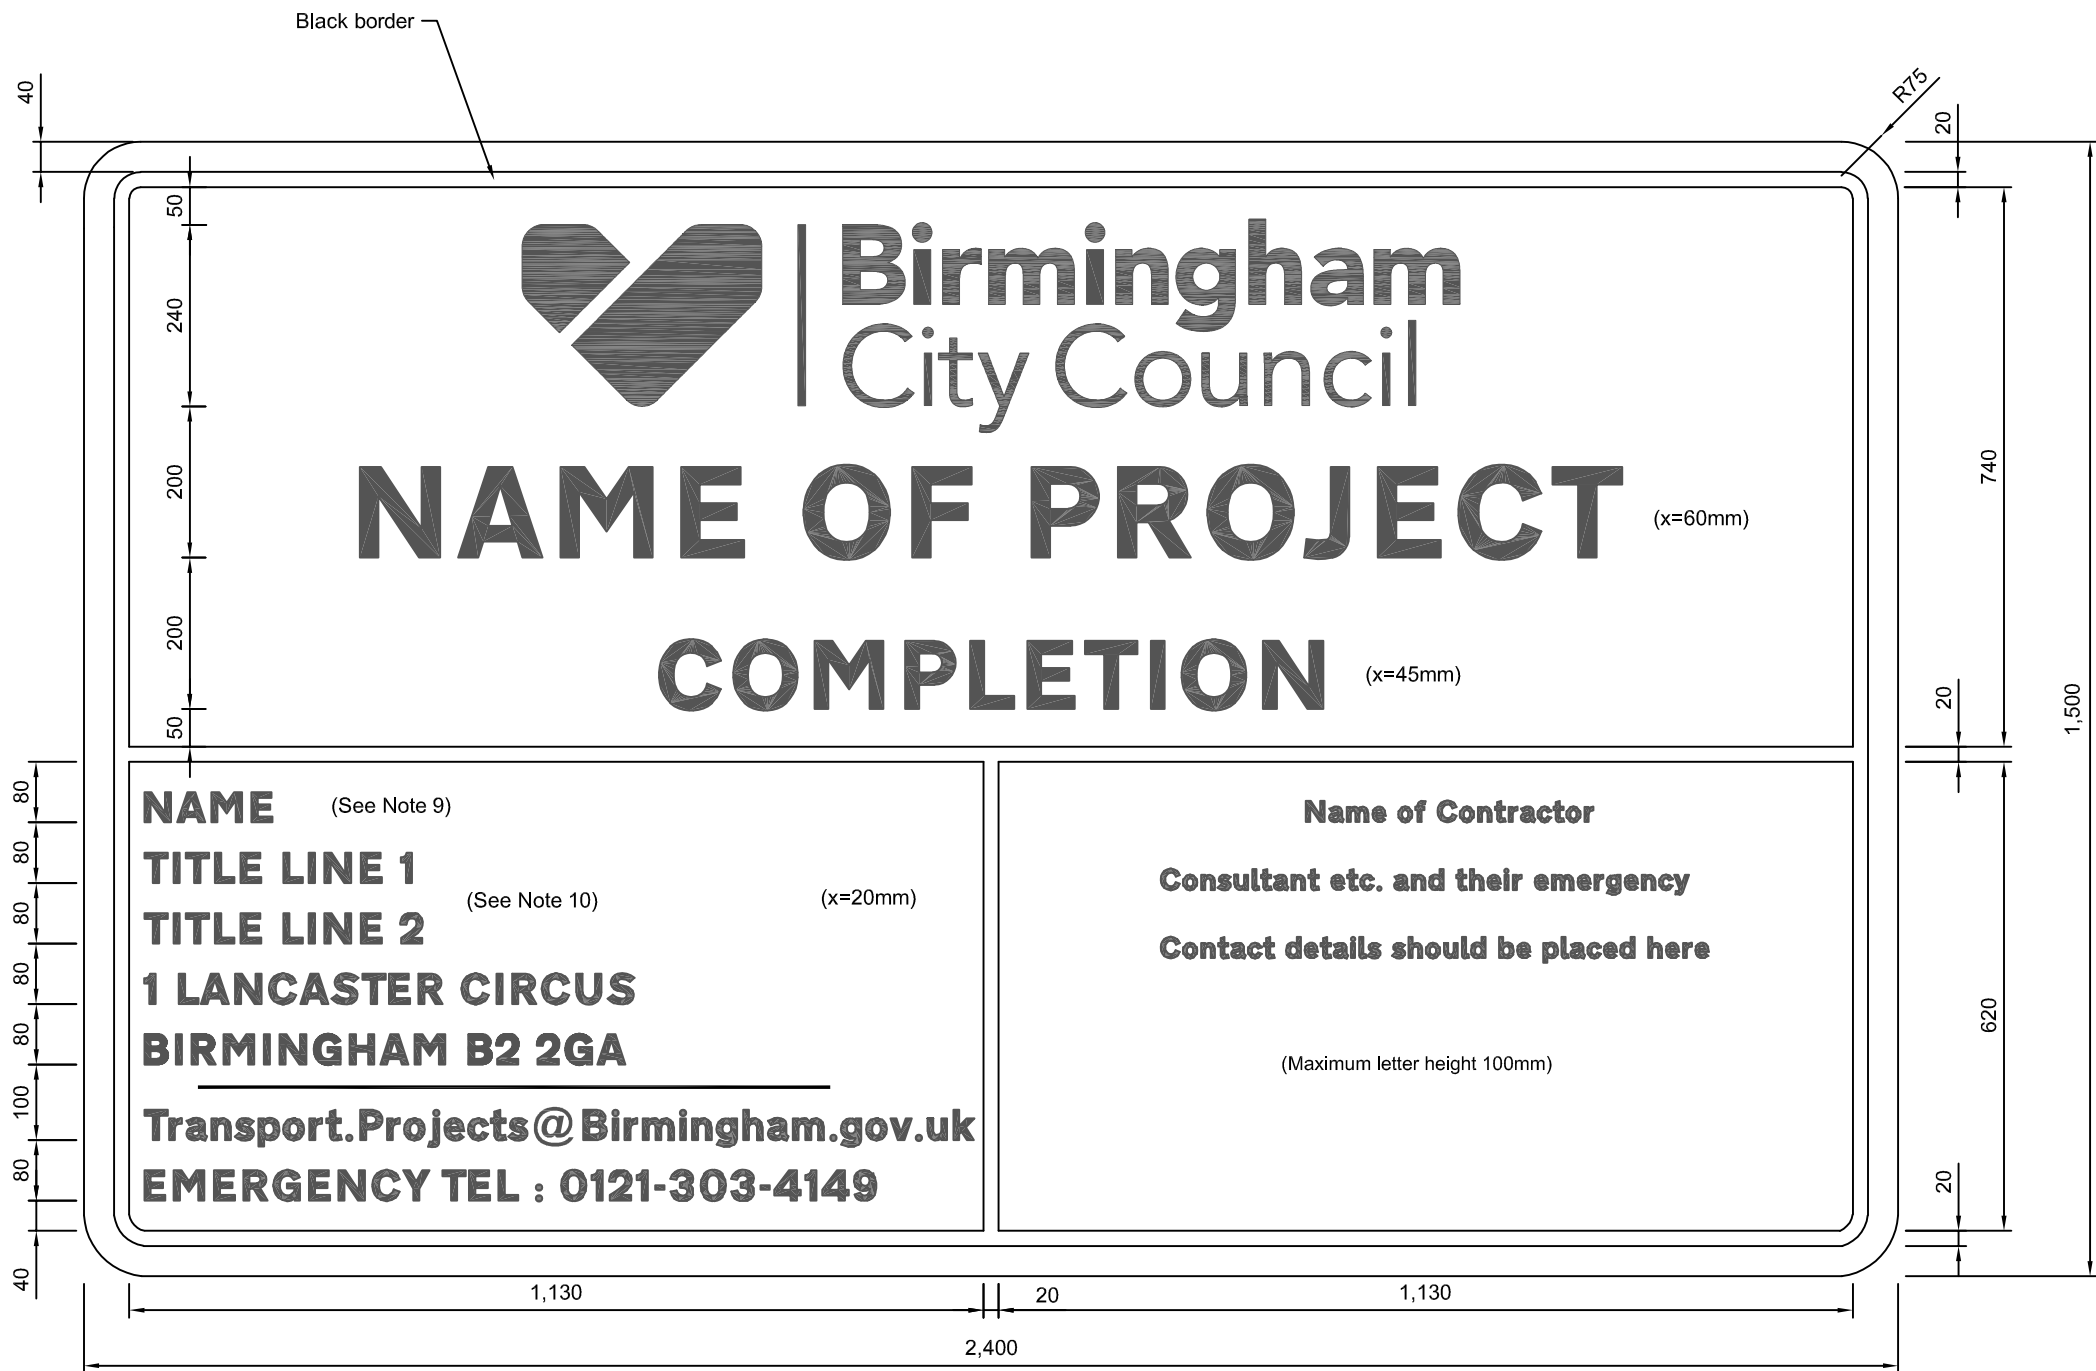 Black border
R75
40
20
50
Birmingham
240
City Council
200
NAME OF PROJECT
(x=60mm)
740
200
COMPLETION
(x=45mm)
50
20
1,500
80
NAME
(See Note 9)
Name of Contractor
80
TITLE LINE 1
Consultant etc. and their emergency
(See Note 10)
(x=20mm)
80
TITLE LINE 2
Contact details should be placed here
80
1 LANCASTER CIRCUS
620
80
BIRMINGHAM B2 2GA
(Maximum letter height 100mm)
100
Transport.Projects@Birmingham.gov.uk
80
EMERGENCY TEL : 0121-303-4149
20
40
1,130
20
1,130
2,400